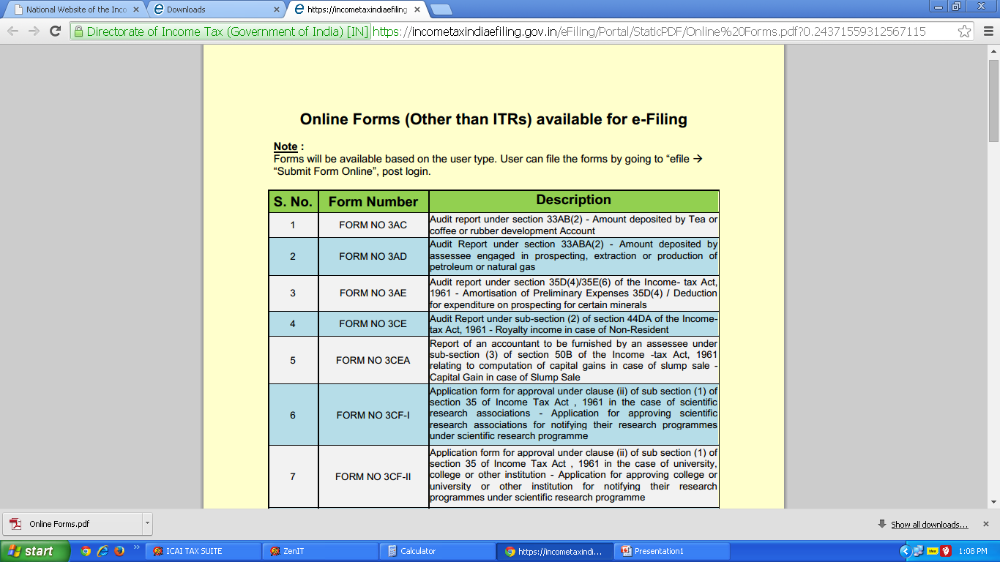 National Website of the Inco
Downloads
https://incometaxindiaefiling
Directorate of Income Tax (Government of India) [IN]
https://incometaxindiaefiling.gov.in/eFiling/Portal/StaticPDF/Online%20Forms.pdf?0.24371559312567115
Online Forms (Other than ITRs) available for e-Filing
Note :
Forms will be available based on the user type. User can file the forms by going to “efile →
“Submit Form Online”, post login.
S. No. Form Number Description
1 FORM NO 3AC
Audit report under section 33AB(2) - Amount deposited by Tea or
coffee or rubber development Account
2 FORM NO 3AD
Audit Report under section 33ABA(2) - Amount deposited by
assessee engaged in prospecting, extraction or production of
petroleum or natural gas
3 FORM NO 3AE
Audit report under section 35D(4)/35E(6) of the Income- tax Act,
1961 - Amortisation of Preliminary Expenses 35D(4) / Deduction
for expenditure on prospecting for certain minerals
4 FORM NO 3CE
Audit Report under sub-section (2) of section 44DA of the Income-
tax Act, 1961 - Royalty income in case of Non-Resident
5 FORM NO 3CEA
Report of an accountant to be furnished by an assessee under
sub-section (3) of section 50B of the Income -tax Act, 1961
relating to computation of capital gains in case of slump sale -
Capital Gain in case of Slump Sale
6 FORM NO 3CF-I
Application form for approval under clause (ii) of sub section (1) of
section 35 of Income Tax Act , 1961 in the case of scientific
research associations - Application for approving scientific
research associations for notifying their research programmes
under scientific research programme
7 FORM NO 3CF-II
Application form for approval under clause (ii) of sub section (1) of
section 35 of Income Tax Act , 1961 in the case of university,
college or other institution - Application for approving college or
university or other institution for notifying their research
programmes under scientific research programme
Online Forms.pdf
Show all downloads...
start
ICAI TAX SUITE
ZenIT
Calculator
https://incometaxindi...
Presentation1
1:08 PM